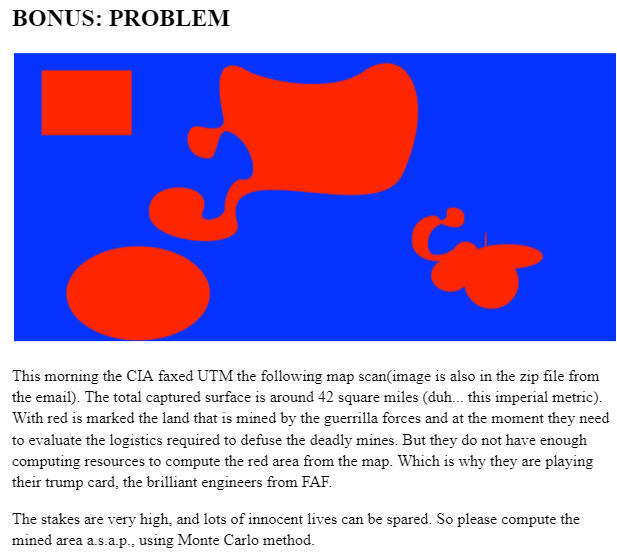 BONUS: PROBLEM
This morning the CIA faxed UTM the following map scan(image is also in the zip file from
the email). The total captured surface is around 42 square miles (duh... this imperial metric).
With red is marked the land that is mined by the guerrilla forces and at the moment they need
to evaluate the logistics required to defuse the deadly mines. But they do not have enough
computing resources to compute the red area from the map. Which is why they are playing
their trump card, the brilliant engineers from FAF.
The stakes are very high, and lots of innocent lives can be spared. So please compute the
mined area a.s.a.p., using Monte Carlo method.